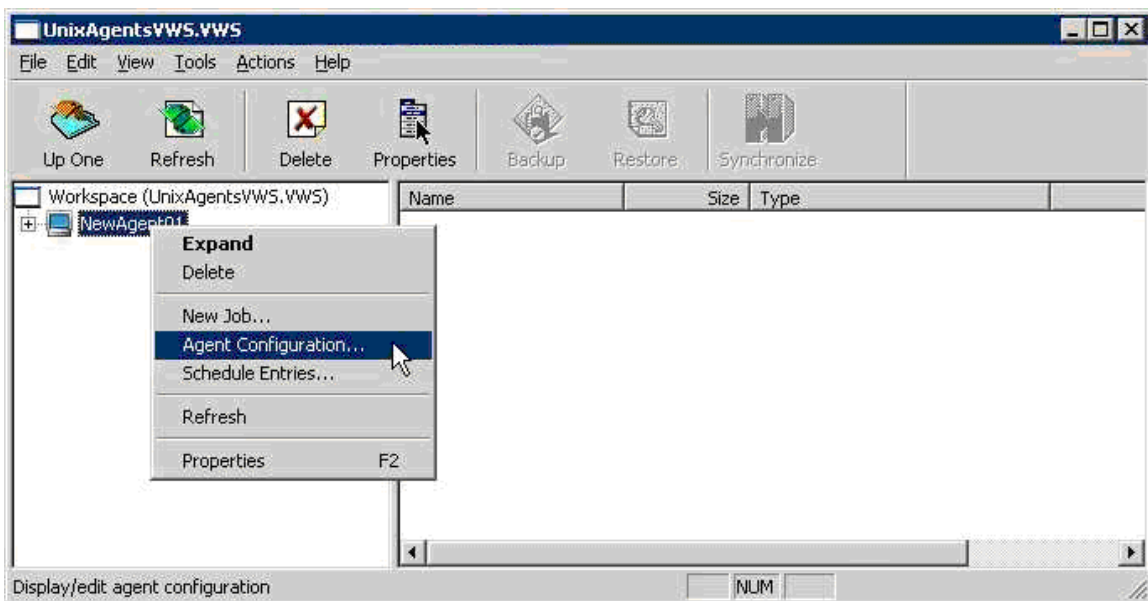 UnixAgentsVWS.VWS
File Edit View Tools Actions Help
Up One Refresh Delete Properties Backup Restore Synchronize
Workspace (UnixAgentsVWS.VWS)
Name Size Type
NewAgent01
Expand
Delete
New Job...
Agent Configuration...
Schedule Entries...
Refresh
Properties F2
Display/edit agent configuration NUM